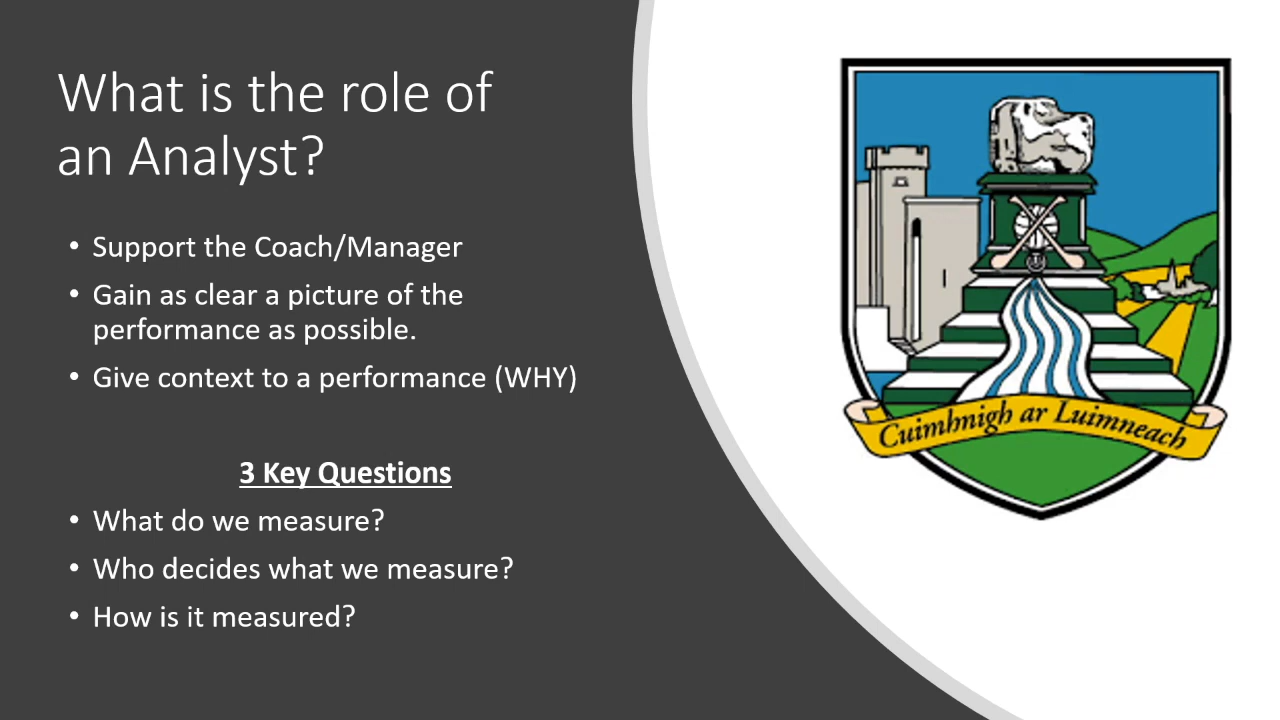 What is the role of
an Analyst?
• Support the Coach/Manager
• Gain as clear a picture of the
performance as possible.
• Give context to a performance (WHY)
3 Key Questions
• What do we measure?
• Who decides what we measure?
• How is it measured?
Cuimhnigh ar Luimneach